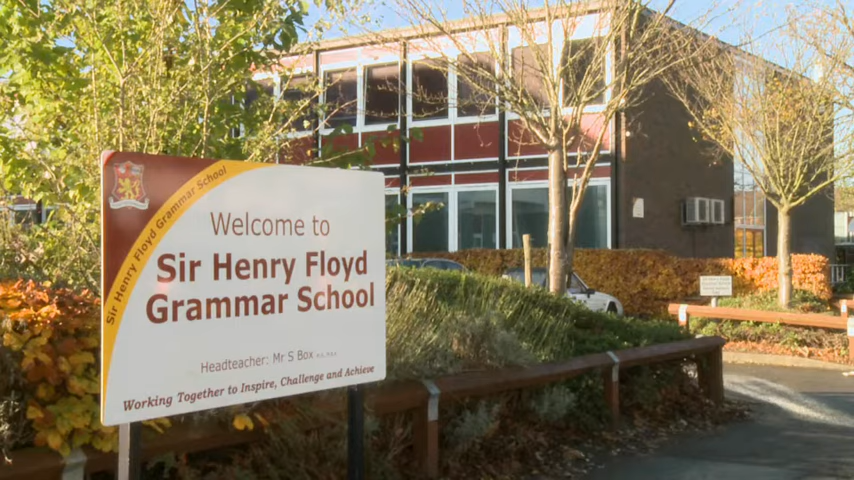 Sir Henry Floyd Grammar School
Welcome to
Sir Henry Floyd
Grammar School
Headteacher: Mr S Box
Working Together to Inspire, Challenge and Achieve